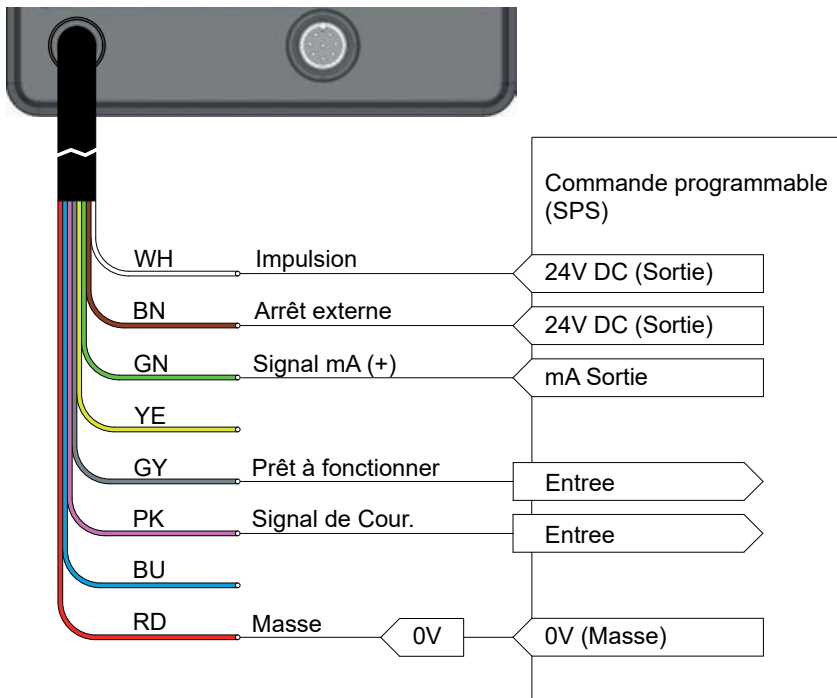 Commande programmable
(SPS)
WH Impulsion 24V DC (Sortie)
BN Arrêt externe 24V DC (Sortie)
GN Signal mA (+) mA Sortie
YE
GY Prêt à fonctionner Entree
PK Signal de Cour. Entree
BU
RD Masse 0V 0V (Masse)